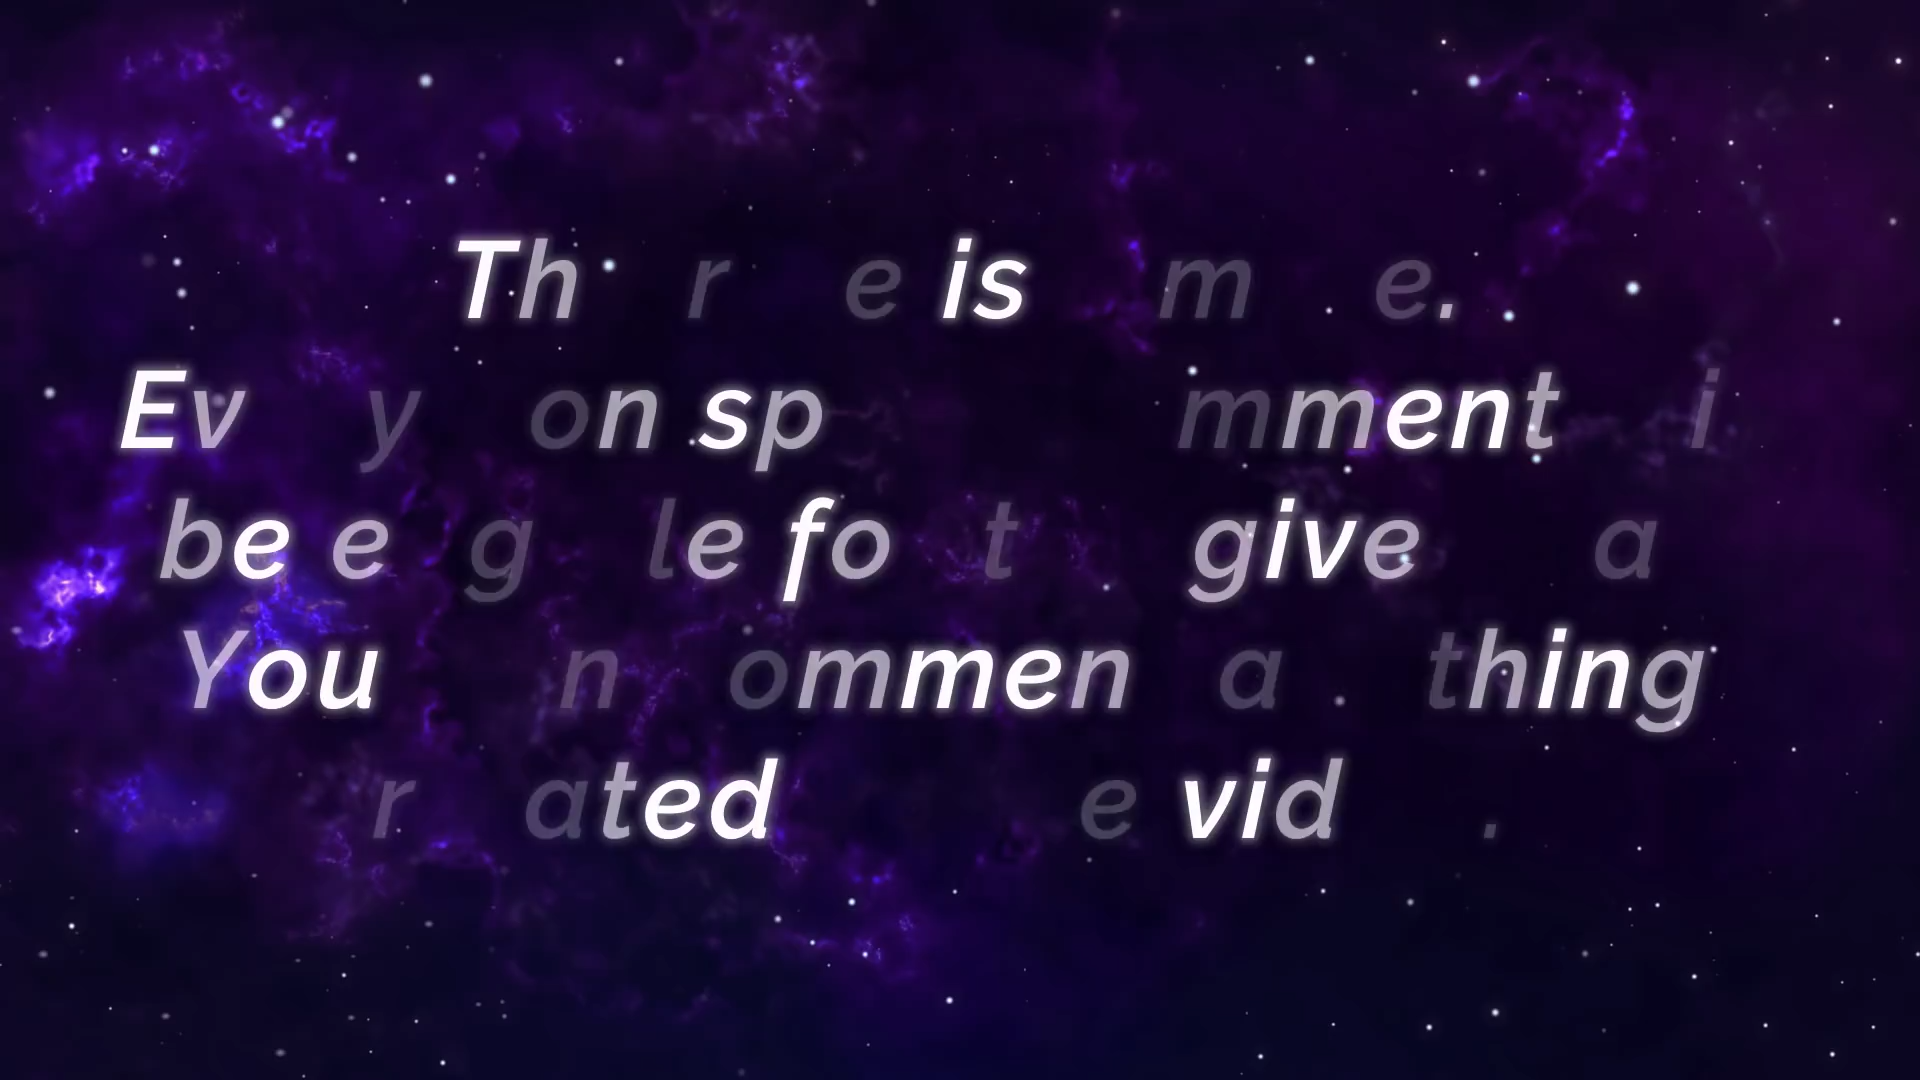 Th r e is m e.
Ev y on sp mment i
be e g le fo t give a
You n ommen a thing
r ated e vid .